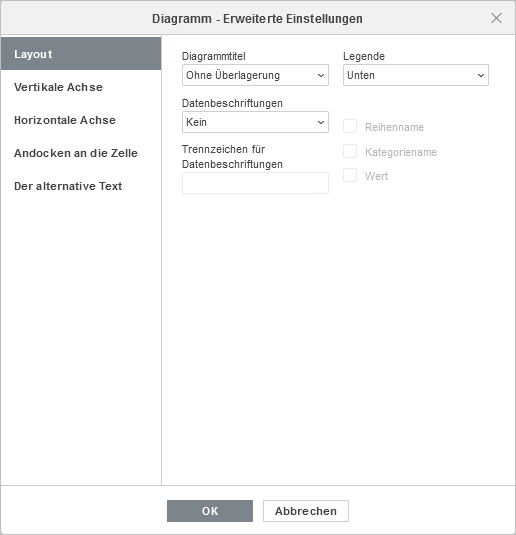 Diagramm - Erweiterte Einstellungen
Layout
Vertikale Achse
Horizontale Achse
Andocken an die Zelle
Der alternative Text
Diagrammtitel
Ohne Überlagerung
Legende
Unten
Datenbeschriftungen
Kein
Trennzeichen für
Datenbeschriftungen
Reihenname
Kategoriename
Wert
OK
Abbrechen